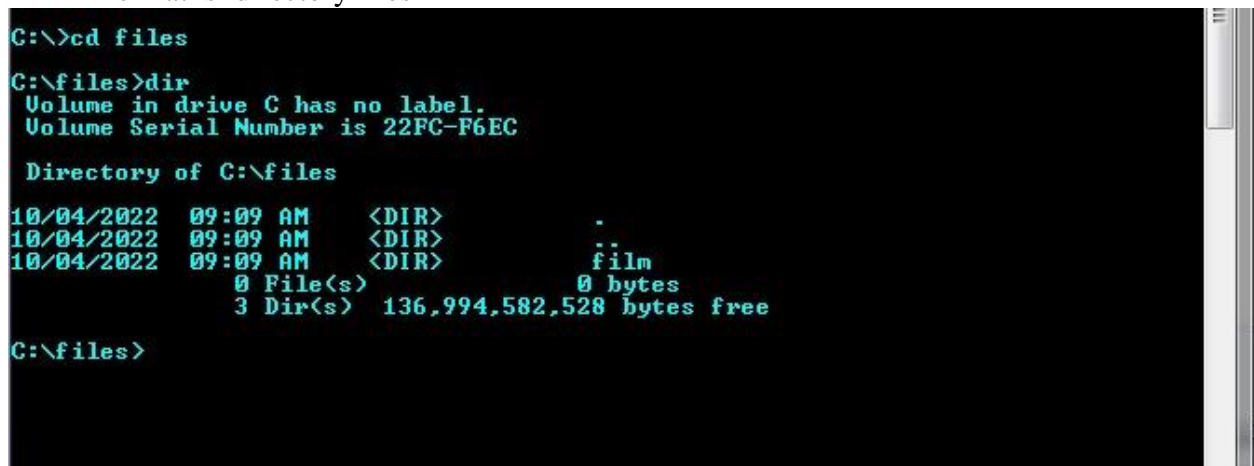 C:\>cd files
C:\files>dir
Volume in drive C has no label.
Volume Serial Number is 22FC-F6EC
Directory of C:\files
10/04/2022 09:09 AM <DIR> .
10/04/2022 09:09 AM <DIR> ..
10/04/2022 09:09 AM <DIR> film
0 File(s) 0 bytes
3 Dir(s) 136,994,582,528 bytes free
C:\files>